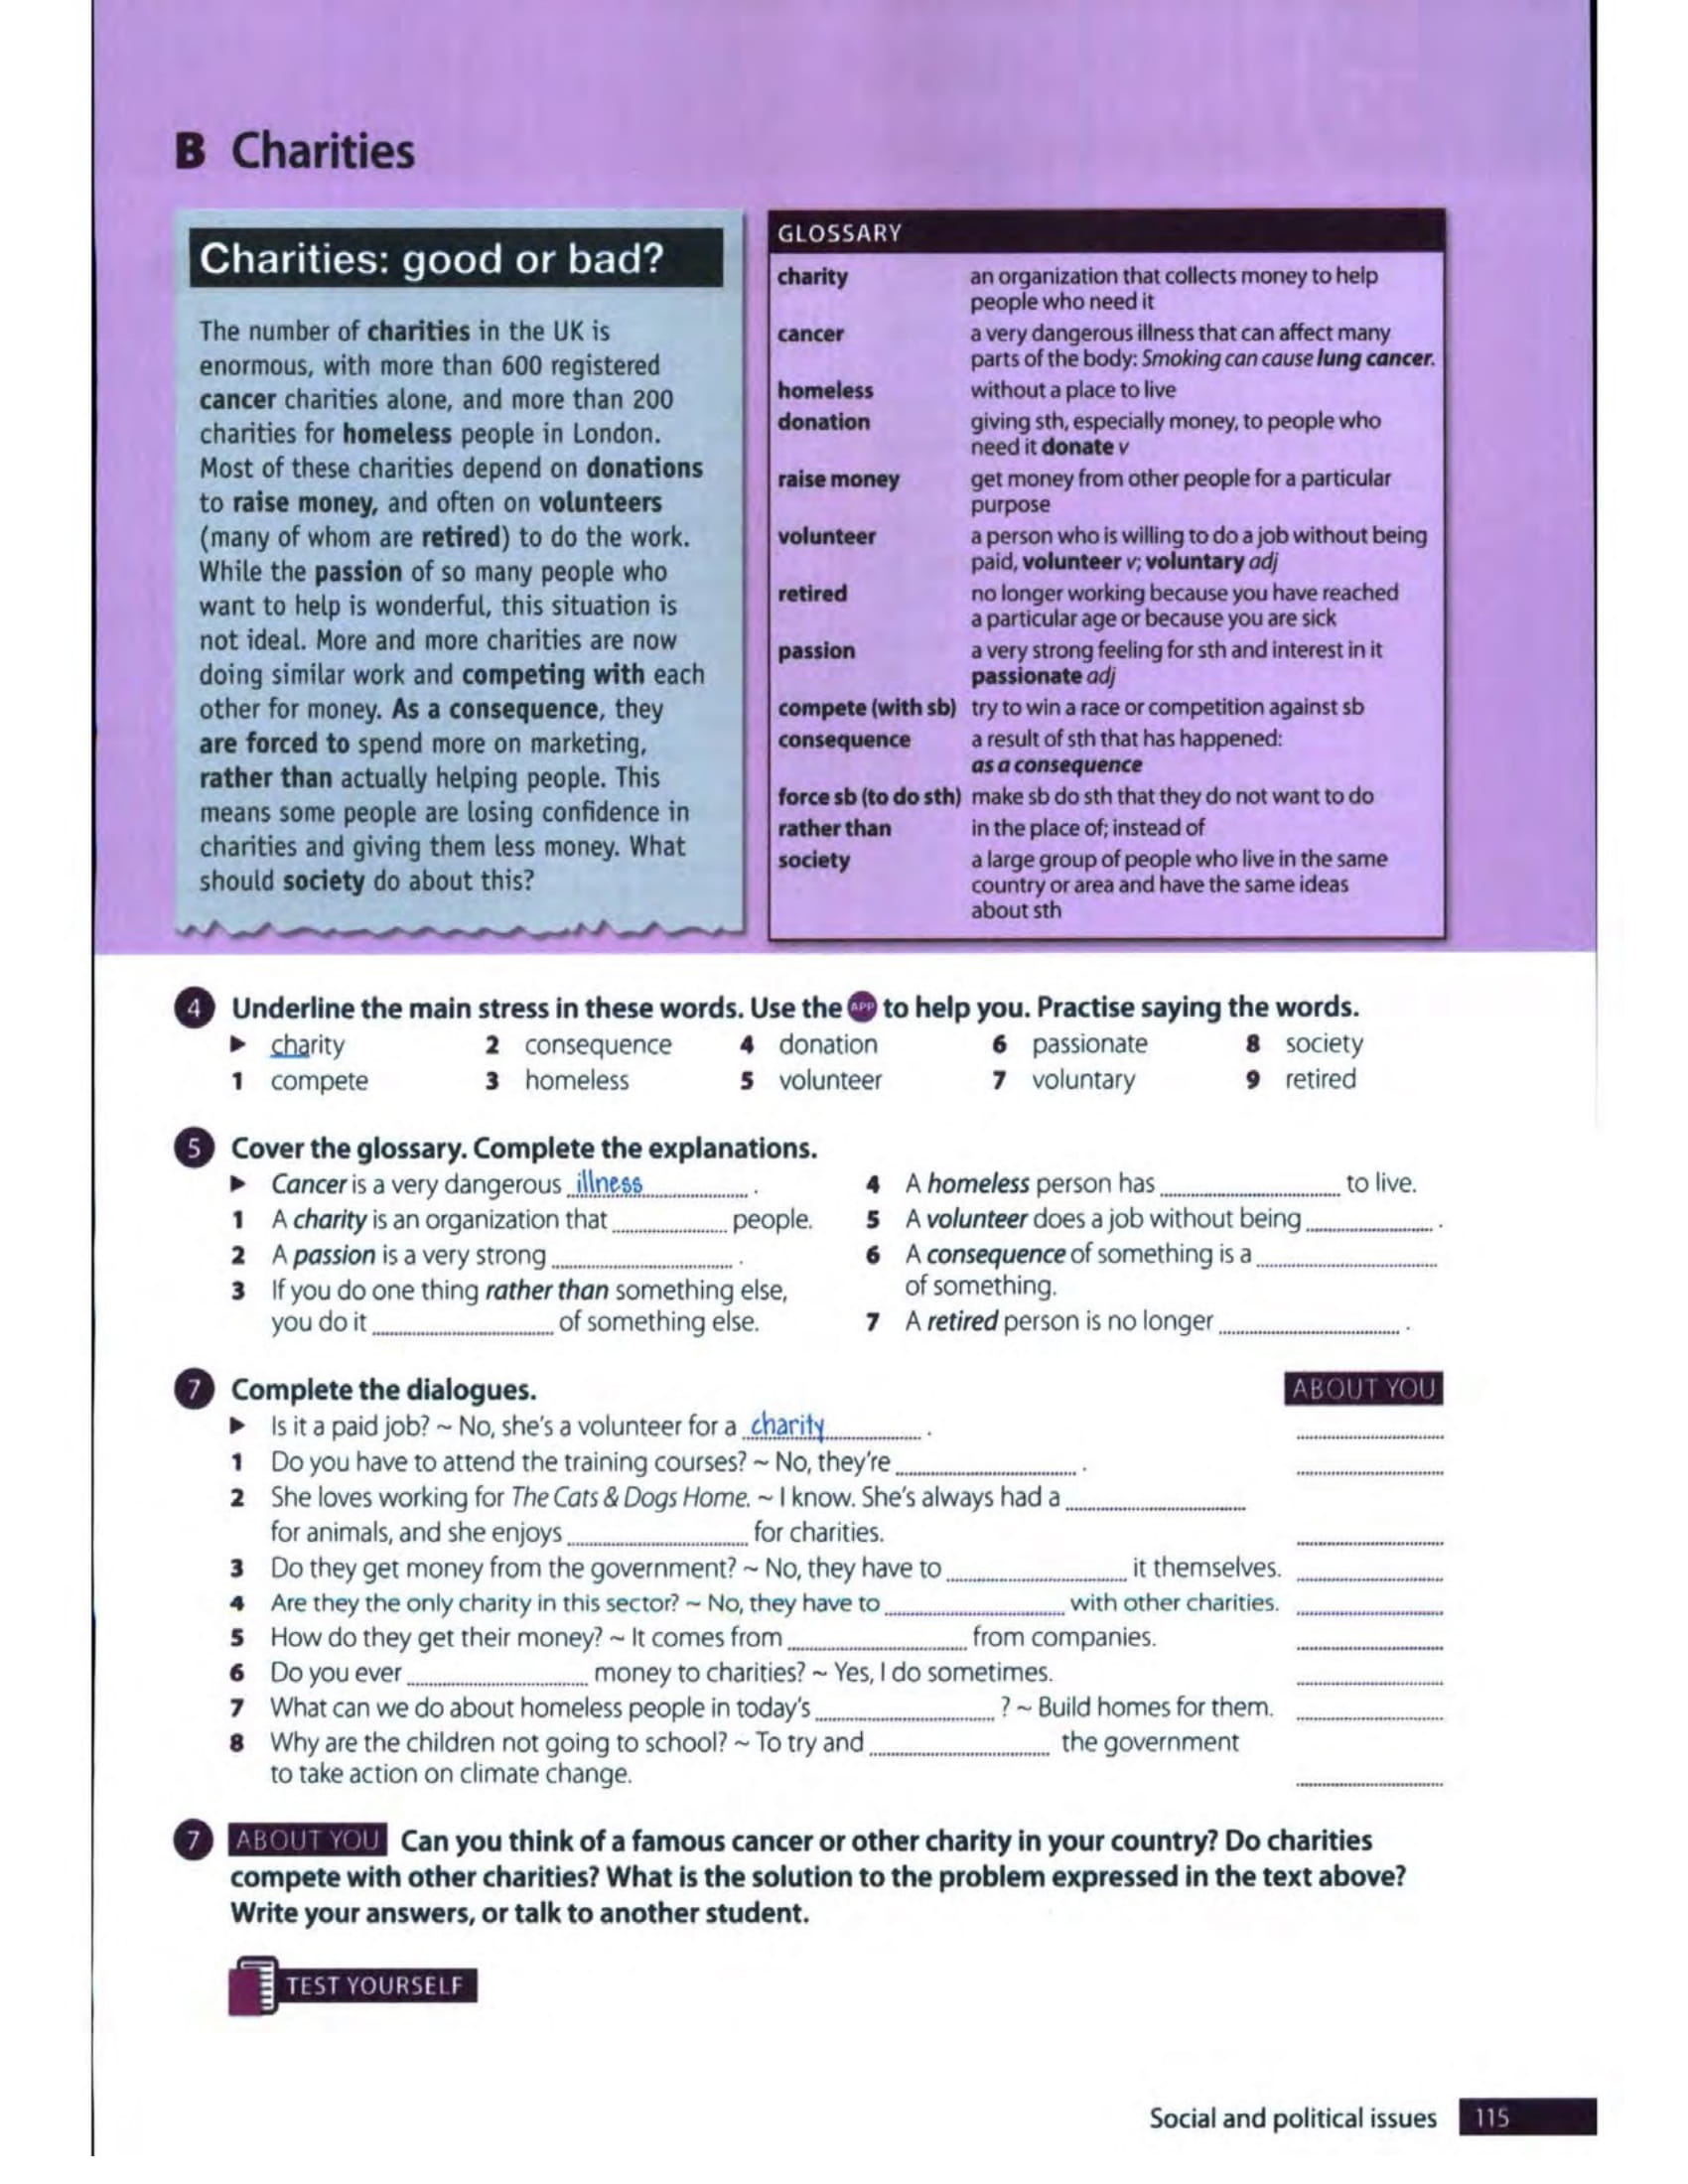 B Charities
Charities: good or bad?
The number of charities in the UK is
enormous, with more than 600 registered
cancer charities alone, and more than 200
charities for homeless people in London.
Most of these charities depend on donations
to raise money, and often on volunteers
(many of whom are retired) to do the work.
While the passion of so many people who
want to help is wonderful, this situation is
not ideal. More and more charities are now
doing similar work and competing with each
other for money. As a consequence, they
are forced to spend more on marketing,
rather than actually helping people. This
means some people are losing confidence in
charities and giving them less money. What
should society do about this?
GLOSSARY
charity an organization that collects money to help
people who need it
cancer a very dangerous illness that can affect many
parts of the body: Smoking can cause lung cancer.
homeless without a place to live
donation giving sth, especially money, to people who
need it donate v
raise money get money from other people for a particular
purpose
volunteer a person who is willing to do a job without being
paid, volunteer v; voluntary adj
retired no longer working because you have reached
a particular age or because you are sick
passion a very strong feeling for sth and interest in it
passionate adj
compete (with sb) try to win a race or competition against sb
consequence a result of sth that has happened:
as a consequence
force sb (to do sth) make sb do sth that they do not want to do
rather than in the place of; instead of
society a large group of people who live in the same
country or area and have the same ideas
about sth
4 Underline the main stress in these words. Use the APP to help you. Practise saying the words.
▶ charity 2 consequence 4 donation 6 passionate 8 society
1 compete 3 homeless 5 volunteer 7 voluntary 9 retired
5 Cover the glossary. Complete the explanations.
▶ Cancer is a very dangerous illness .
1 A charity is an organization that people.
2 A passion is a very strong .
3 If you do one thing rather than something else,
you do it of something else.
4 A homeless person has to live.
5 A volunteer does a job without being .
6 A consequence of something is a
of something.
7 A retired person is no longer .
7 Complete the dialogues. ABOUT YOU
▶ Is it a paid job? ~ No, she's a volunteer for a charity .
1 Do you have to attend the training courses? ~ No, they're .
2 She loves working for The Cats & Dogs Home. ~ I know. She's always had a
for animals, and she enjoys for charities.
3 Do they get money from the government? ~ No, they have to it themselves.
4 Are they the only charity in this sector? ~ No, they have to with other charities.
5 How do they get their money? ~ It comes from from companies.
6 Do you ever money to charities? ~ Yes, I do sometimes.
7 What can we do about homeless people in today's ? ~ Build homes for them.
8 Why are the children not going to school? ~ To try and the government
to take action on climate change.
7 ABOUT YOU Can you think of a famous cancer or other charity in your country? Do charities
compete with other charities? What is the solution to the problem expressed in the text above?
Write your answers, or talk to another student.
TEST YOURSELF
Social and political issues 115